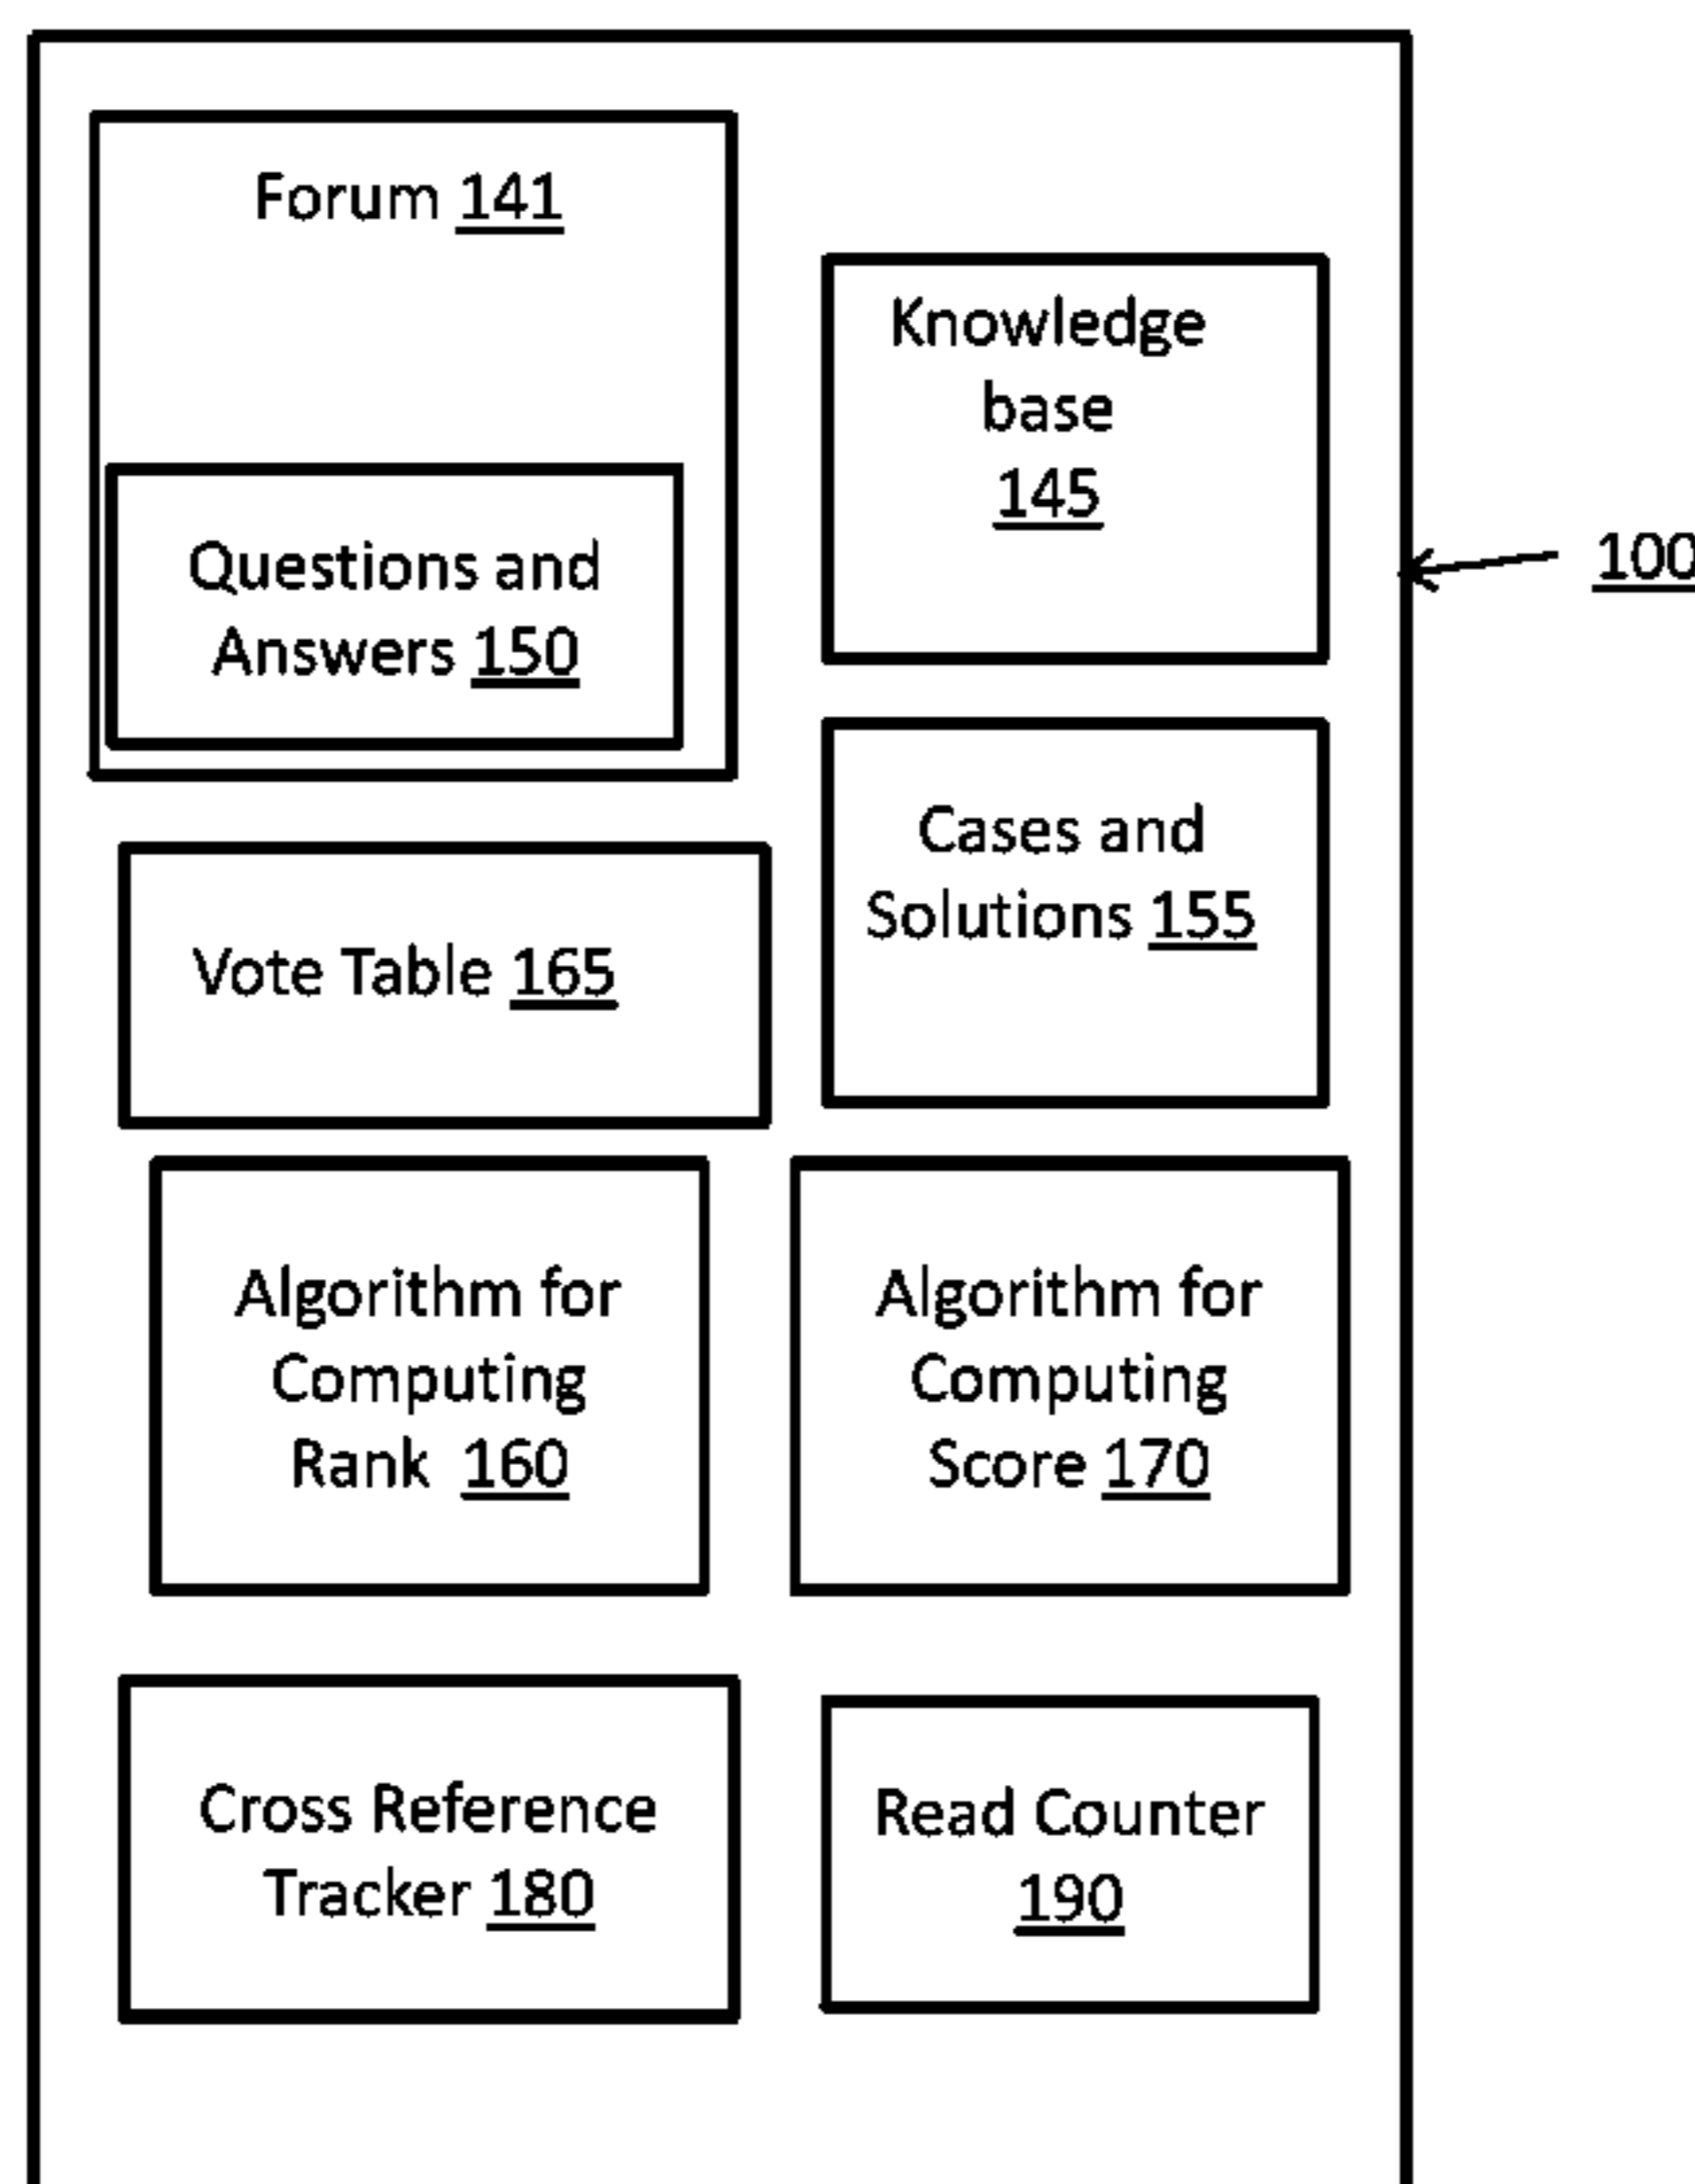 Forum 141
Knowledge
base
145
100
Questions and
Answers 150
Cases and
Solutions 155
Vote Table 165
Algorithm for
Computing
Rank 160
Algorithm for
Computing
Score 170
Cross Reference
Tracker 180
Read Counter
190